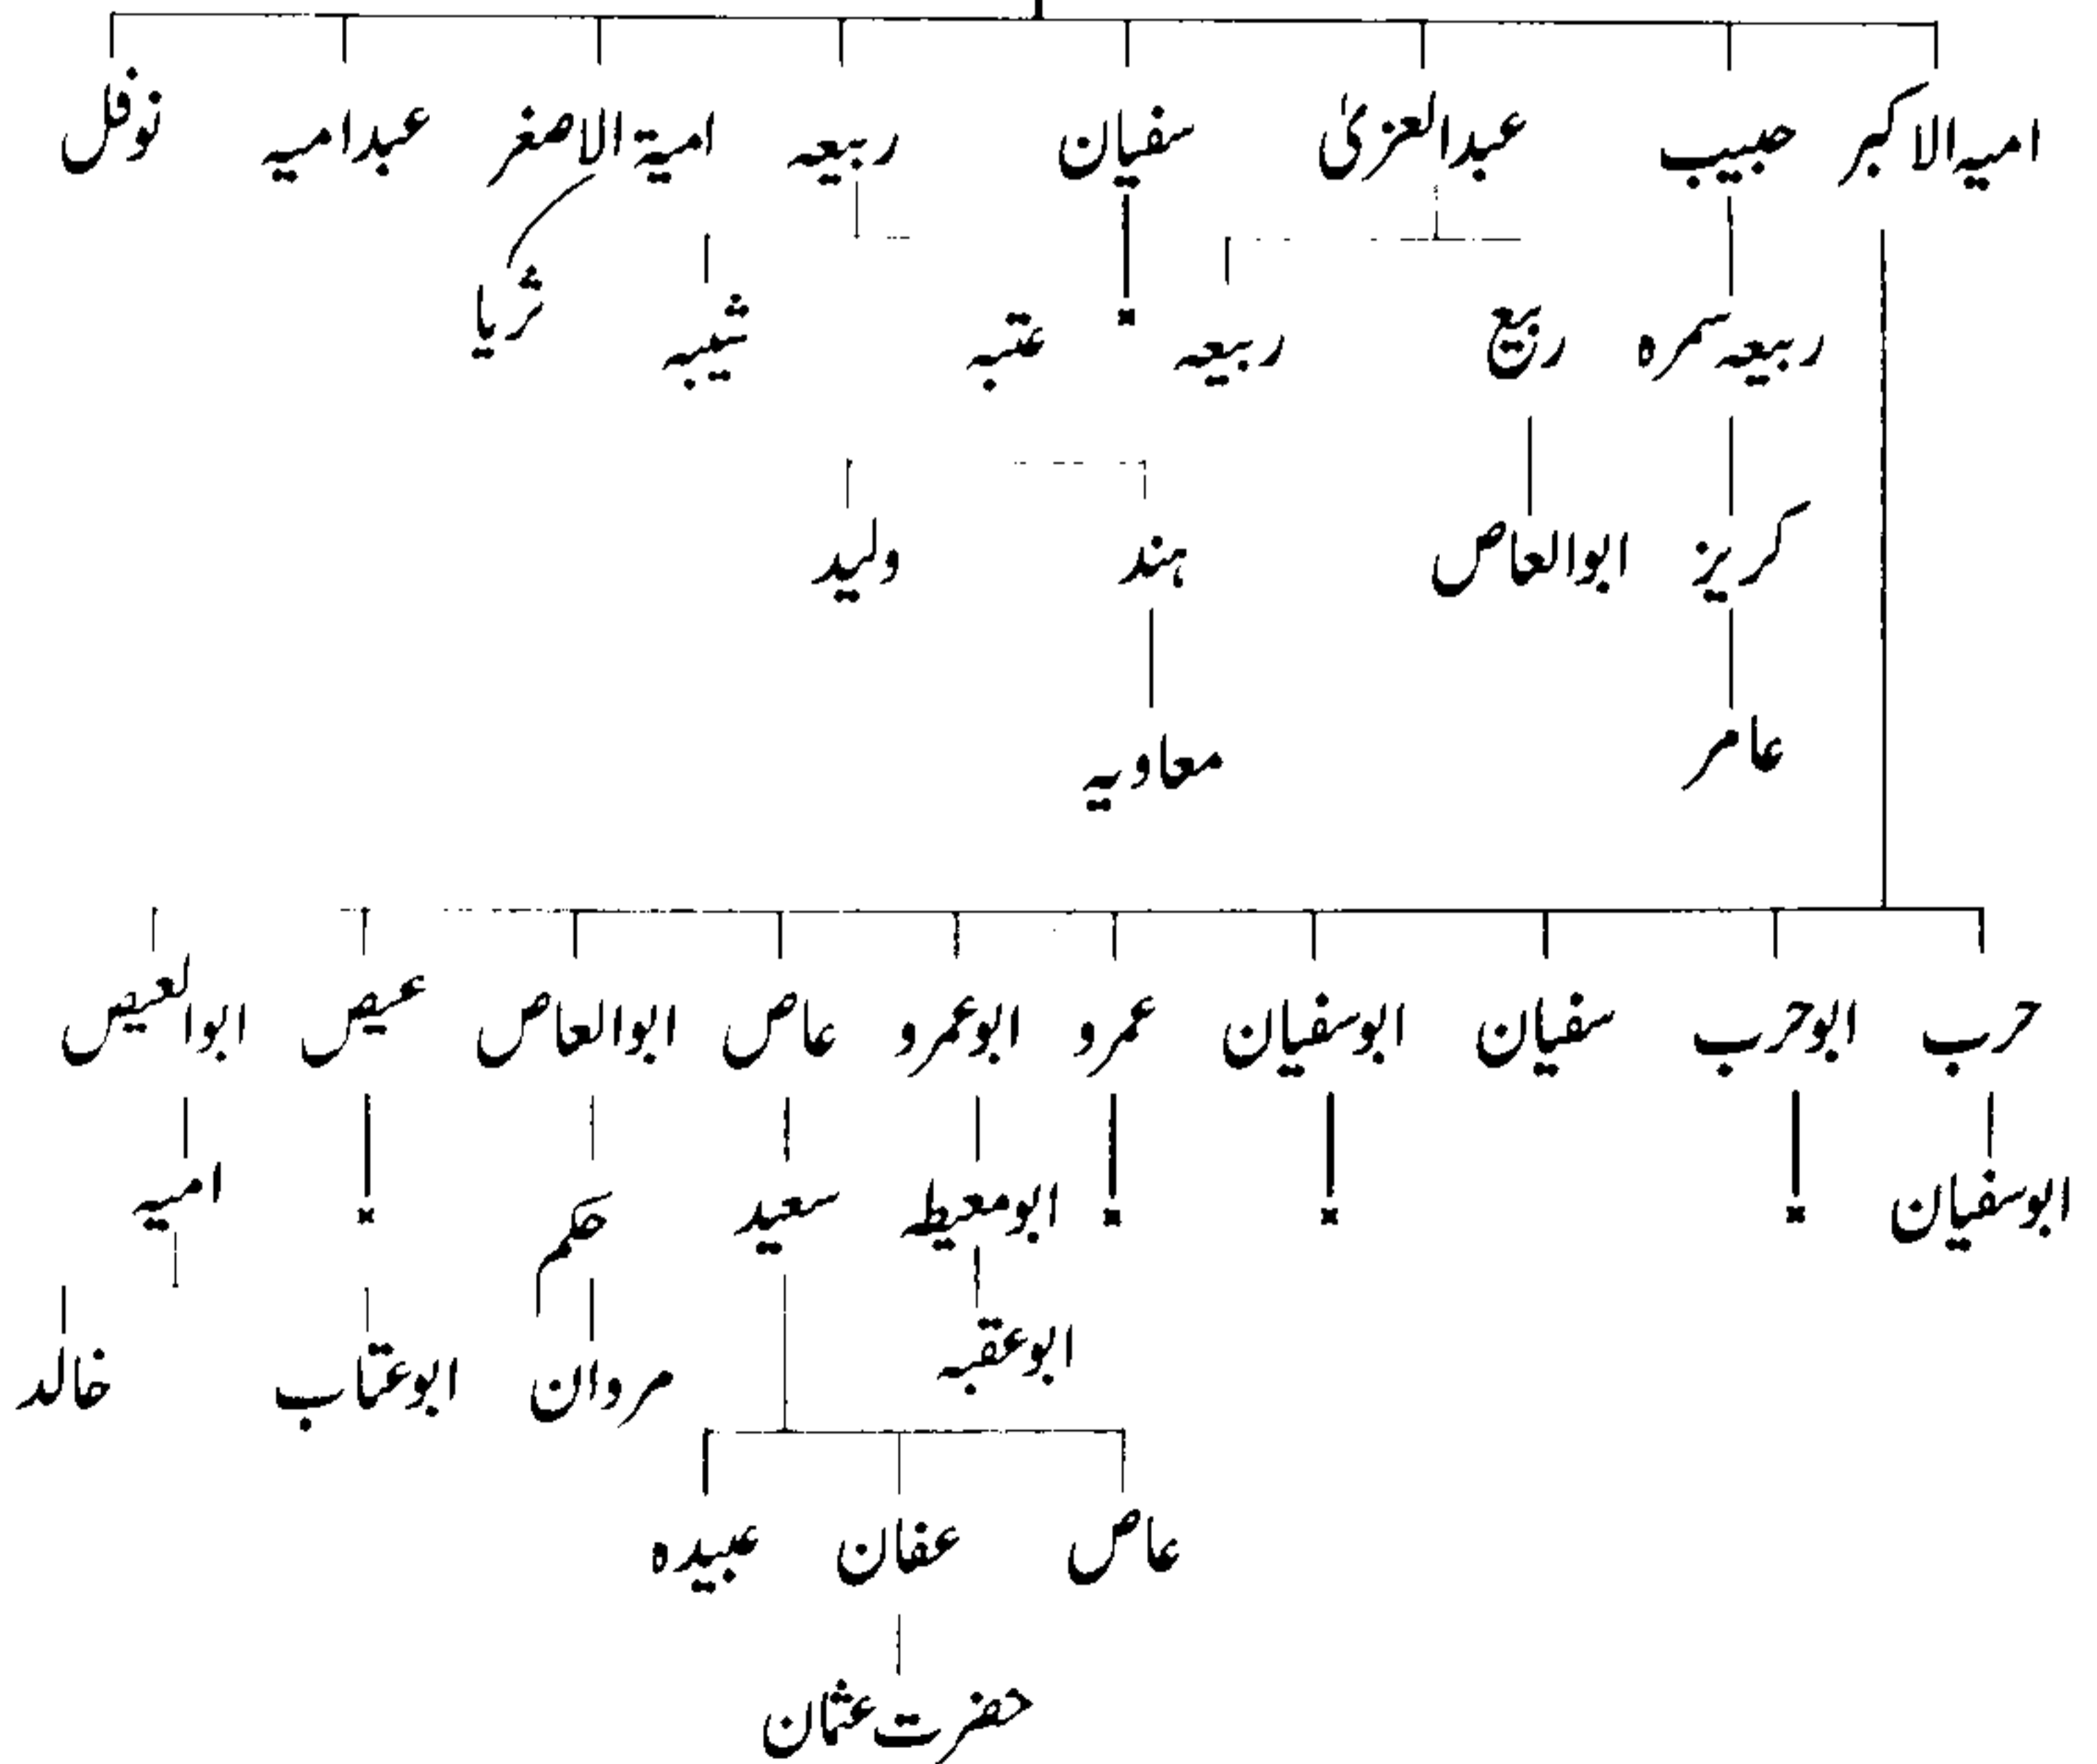 امیہ الاکبر حبیب عبدالعزیٰ سفیان ربیعہ امیۃ الاصغر عبدامیہ نوفل
ربیعہ سمرہ ربیع ربیعہ عتبہ شیبہ ثریا
کریز ابوالعاص ہند ولید
عامر معاویہ
حرب ابوحرب سفیان ابوسفیان عمرو ابوعمرو عاص ابوالعاص عیص ابوالعیص
ابوسفیان ابومعیطہ سعید حکم امیہ
ابوعقبہ مروان ابوعتاب خالد
عاص عفان عبیدہ
حضرت عثمان